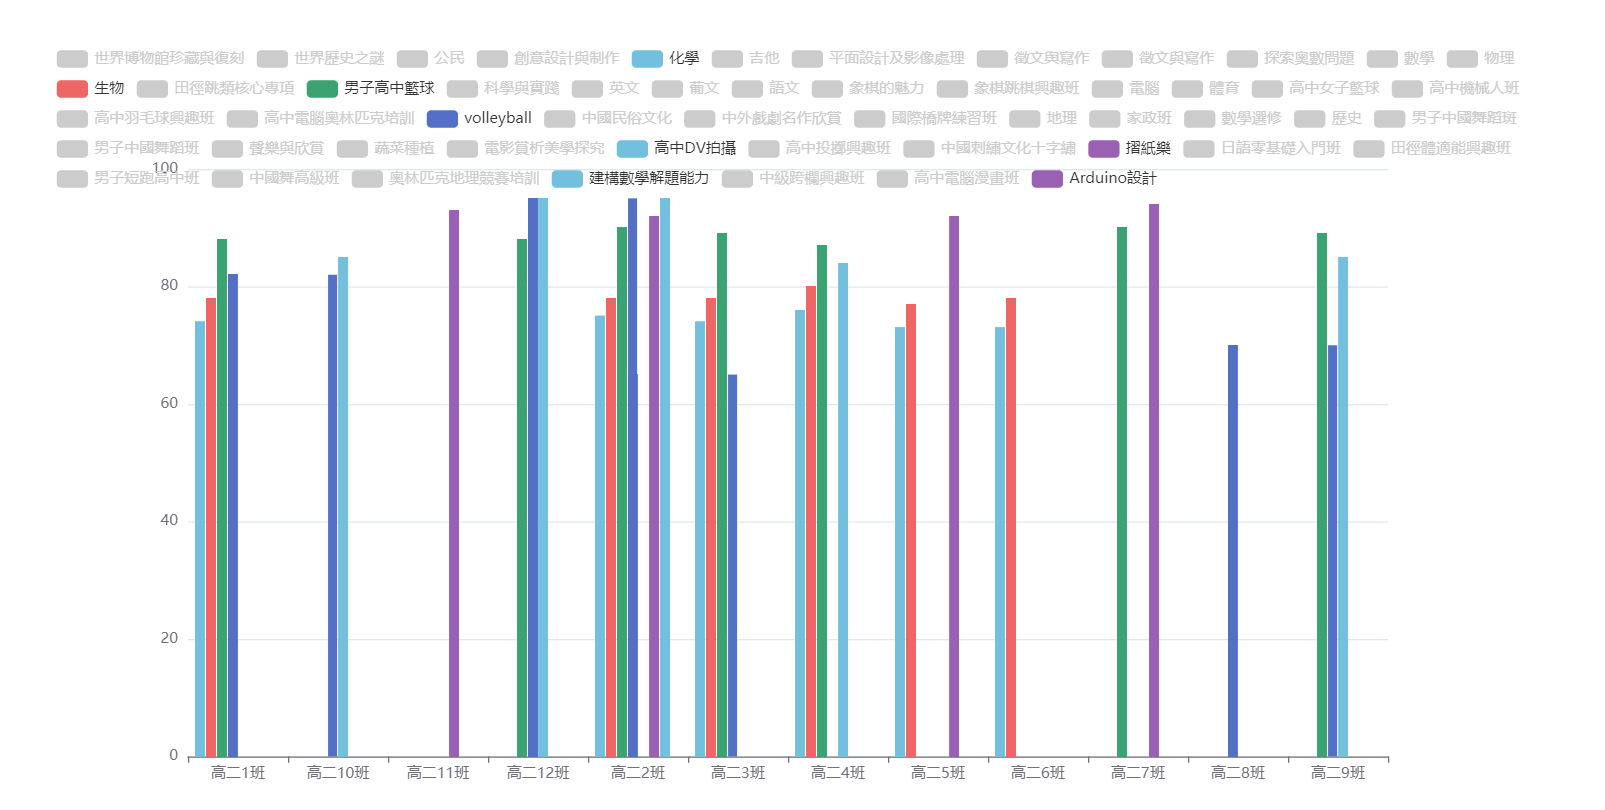 世界博物館珍藏與復刻 世界歷史之謎 公民 創意設計與制作 化學 吉他 平面設計及影像處理 徵文與寫作 徵文與寫作 探索奧數問題 數學 物理
生物 田徑跳類核心專項 男子高中籃球 科學與實踐 英文 葡文 語文 象棋的魅力 象棋跳棋興趣班 電腦 體育 高中女子籃球 高中機械人班
高中羽毛球興趣班 高中電腦奧林匹克培訓 volleyball 中國民俗文化 中外戲劇名作欣賞 國際橋牌練習班 地理 家政班 數學選修 歷史 男子中國舞蹈班
男子中國舞蹈班 聲樂與欣賞 蔬菜種植 電影賞析美學探究 高中DV拍攝 高中投擲興趣班 中國刺繡文化十字繡 摺紙樂 日語零基礎入門班 田徑體適能興趣班
100
男子短跑高中班 中國舞高級班 奧林匹克地理競賽培訓 建構數學解題能力 中級跨欄興趣班 高中電腦漫畫班 Arduino設計
80
60
40
20
0
高二1班 高二10班 高二11班 高二12班 高二2班 高二3班 高二4班 高二5班 高二6班 高二7班 高二8班 高二9班